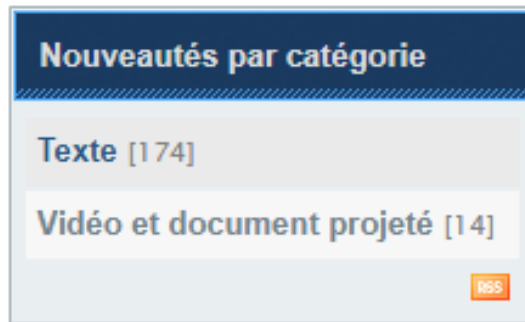 Nouveautés par catégorie
Texte [174]
Vidéo et document projeté [14]
RSS